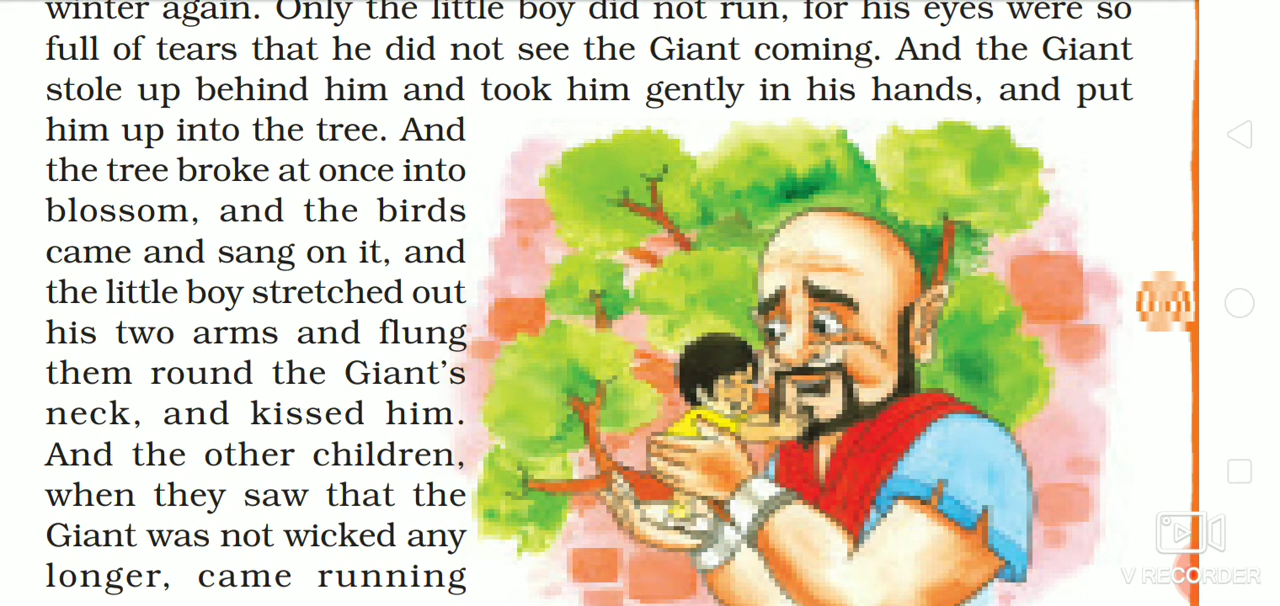 winter again. Only the little boy did not run, for his eyes were so
full of tears that he did not see the Giant coming. And the Giant
stole up behind him and took him gently in his hands, and put
him up into the tree. And
the tree broke at once into
blossom, and the birds
came and sang on it, and
the little boy stretched out
his two arms and flung
them round the Giant's
neck, and kissed him.
And the other children,
when they saw that the
Giant was not wicked any
longer, came running
V RECORDER